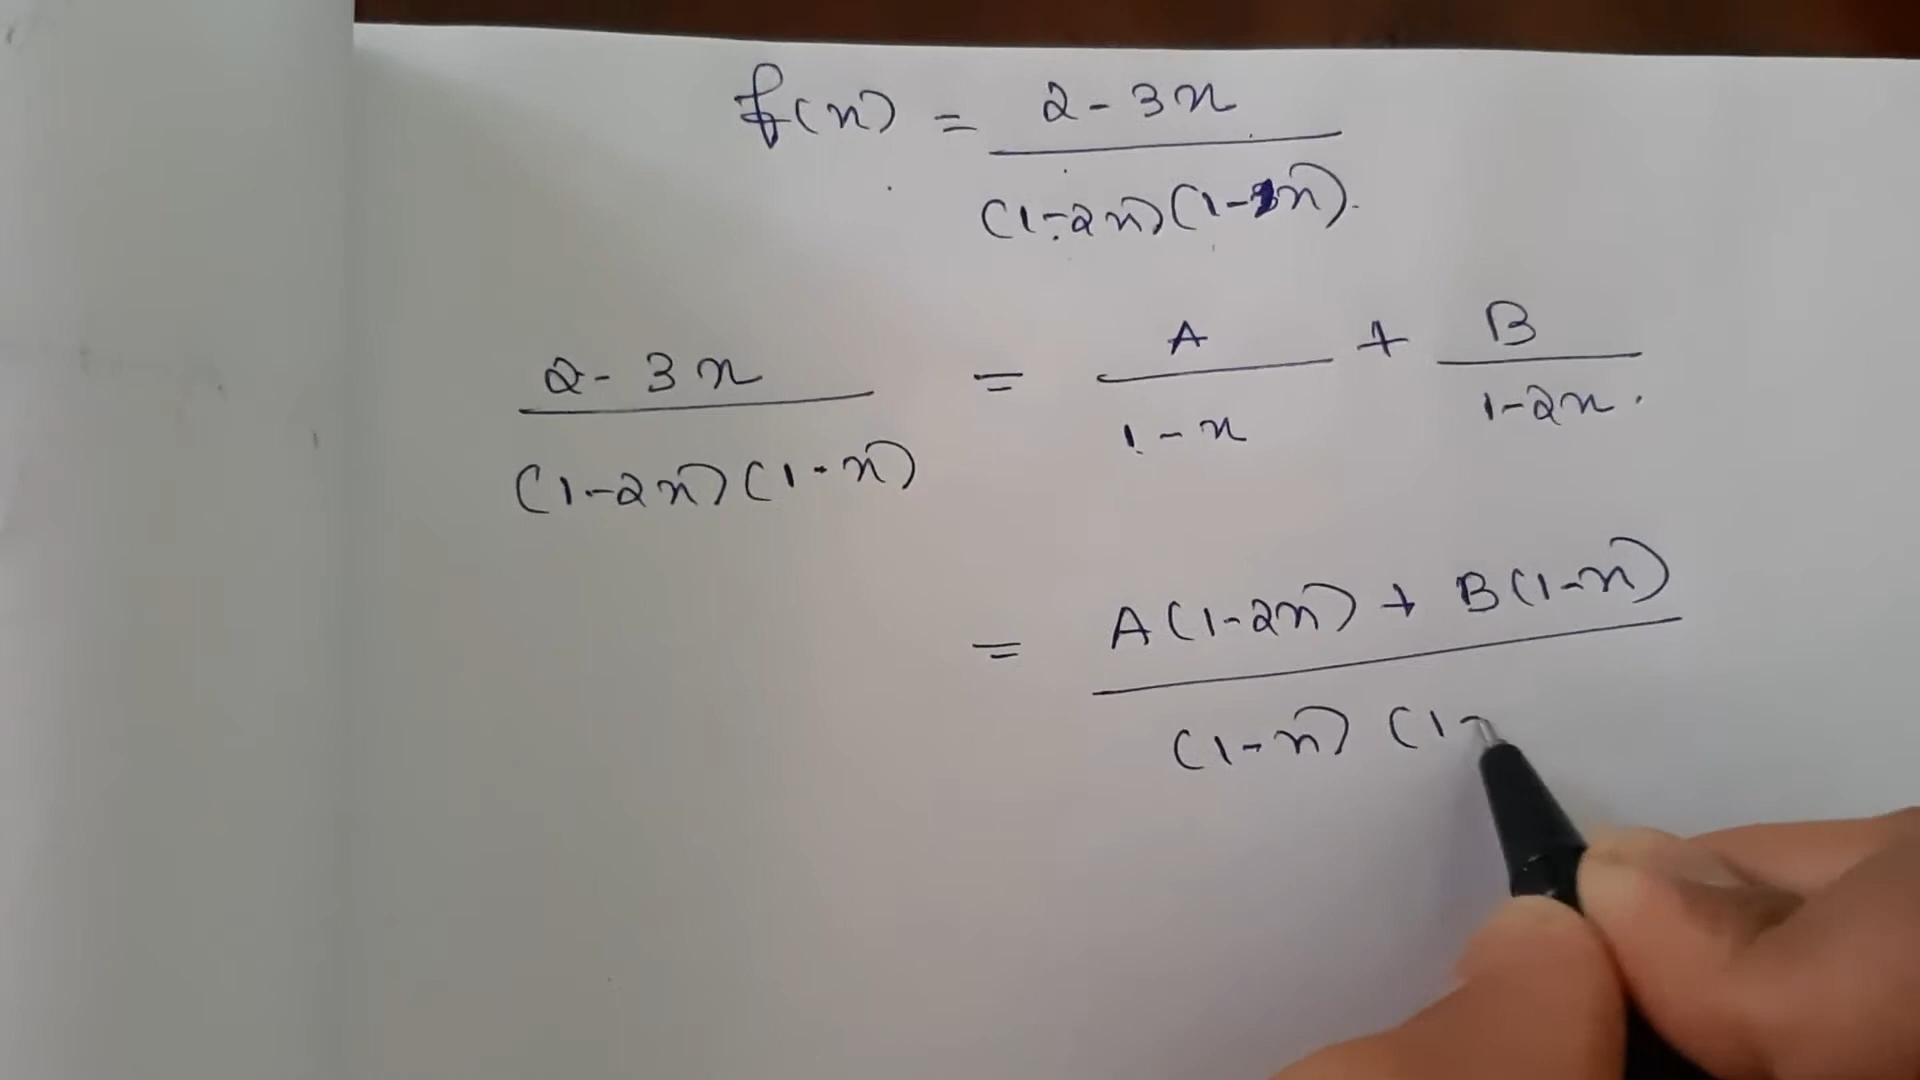 f(x) = 2 - 3x / (1-2x)(1-x).
2 - 3x / (1-2x)(1-x) = A / 1-x + B / 1-2x.
= A(1-2x) + B(1-x) / (1-x) (1-